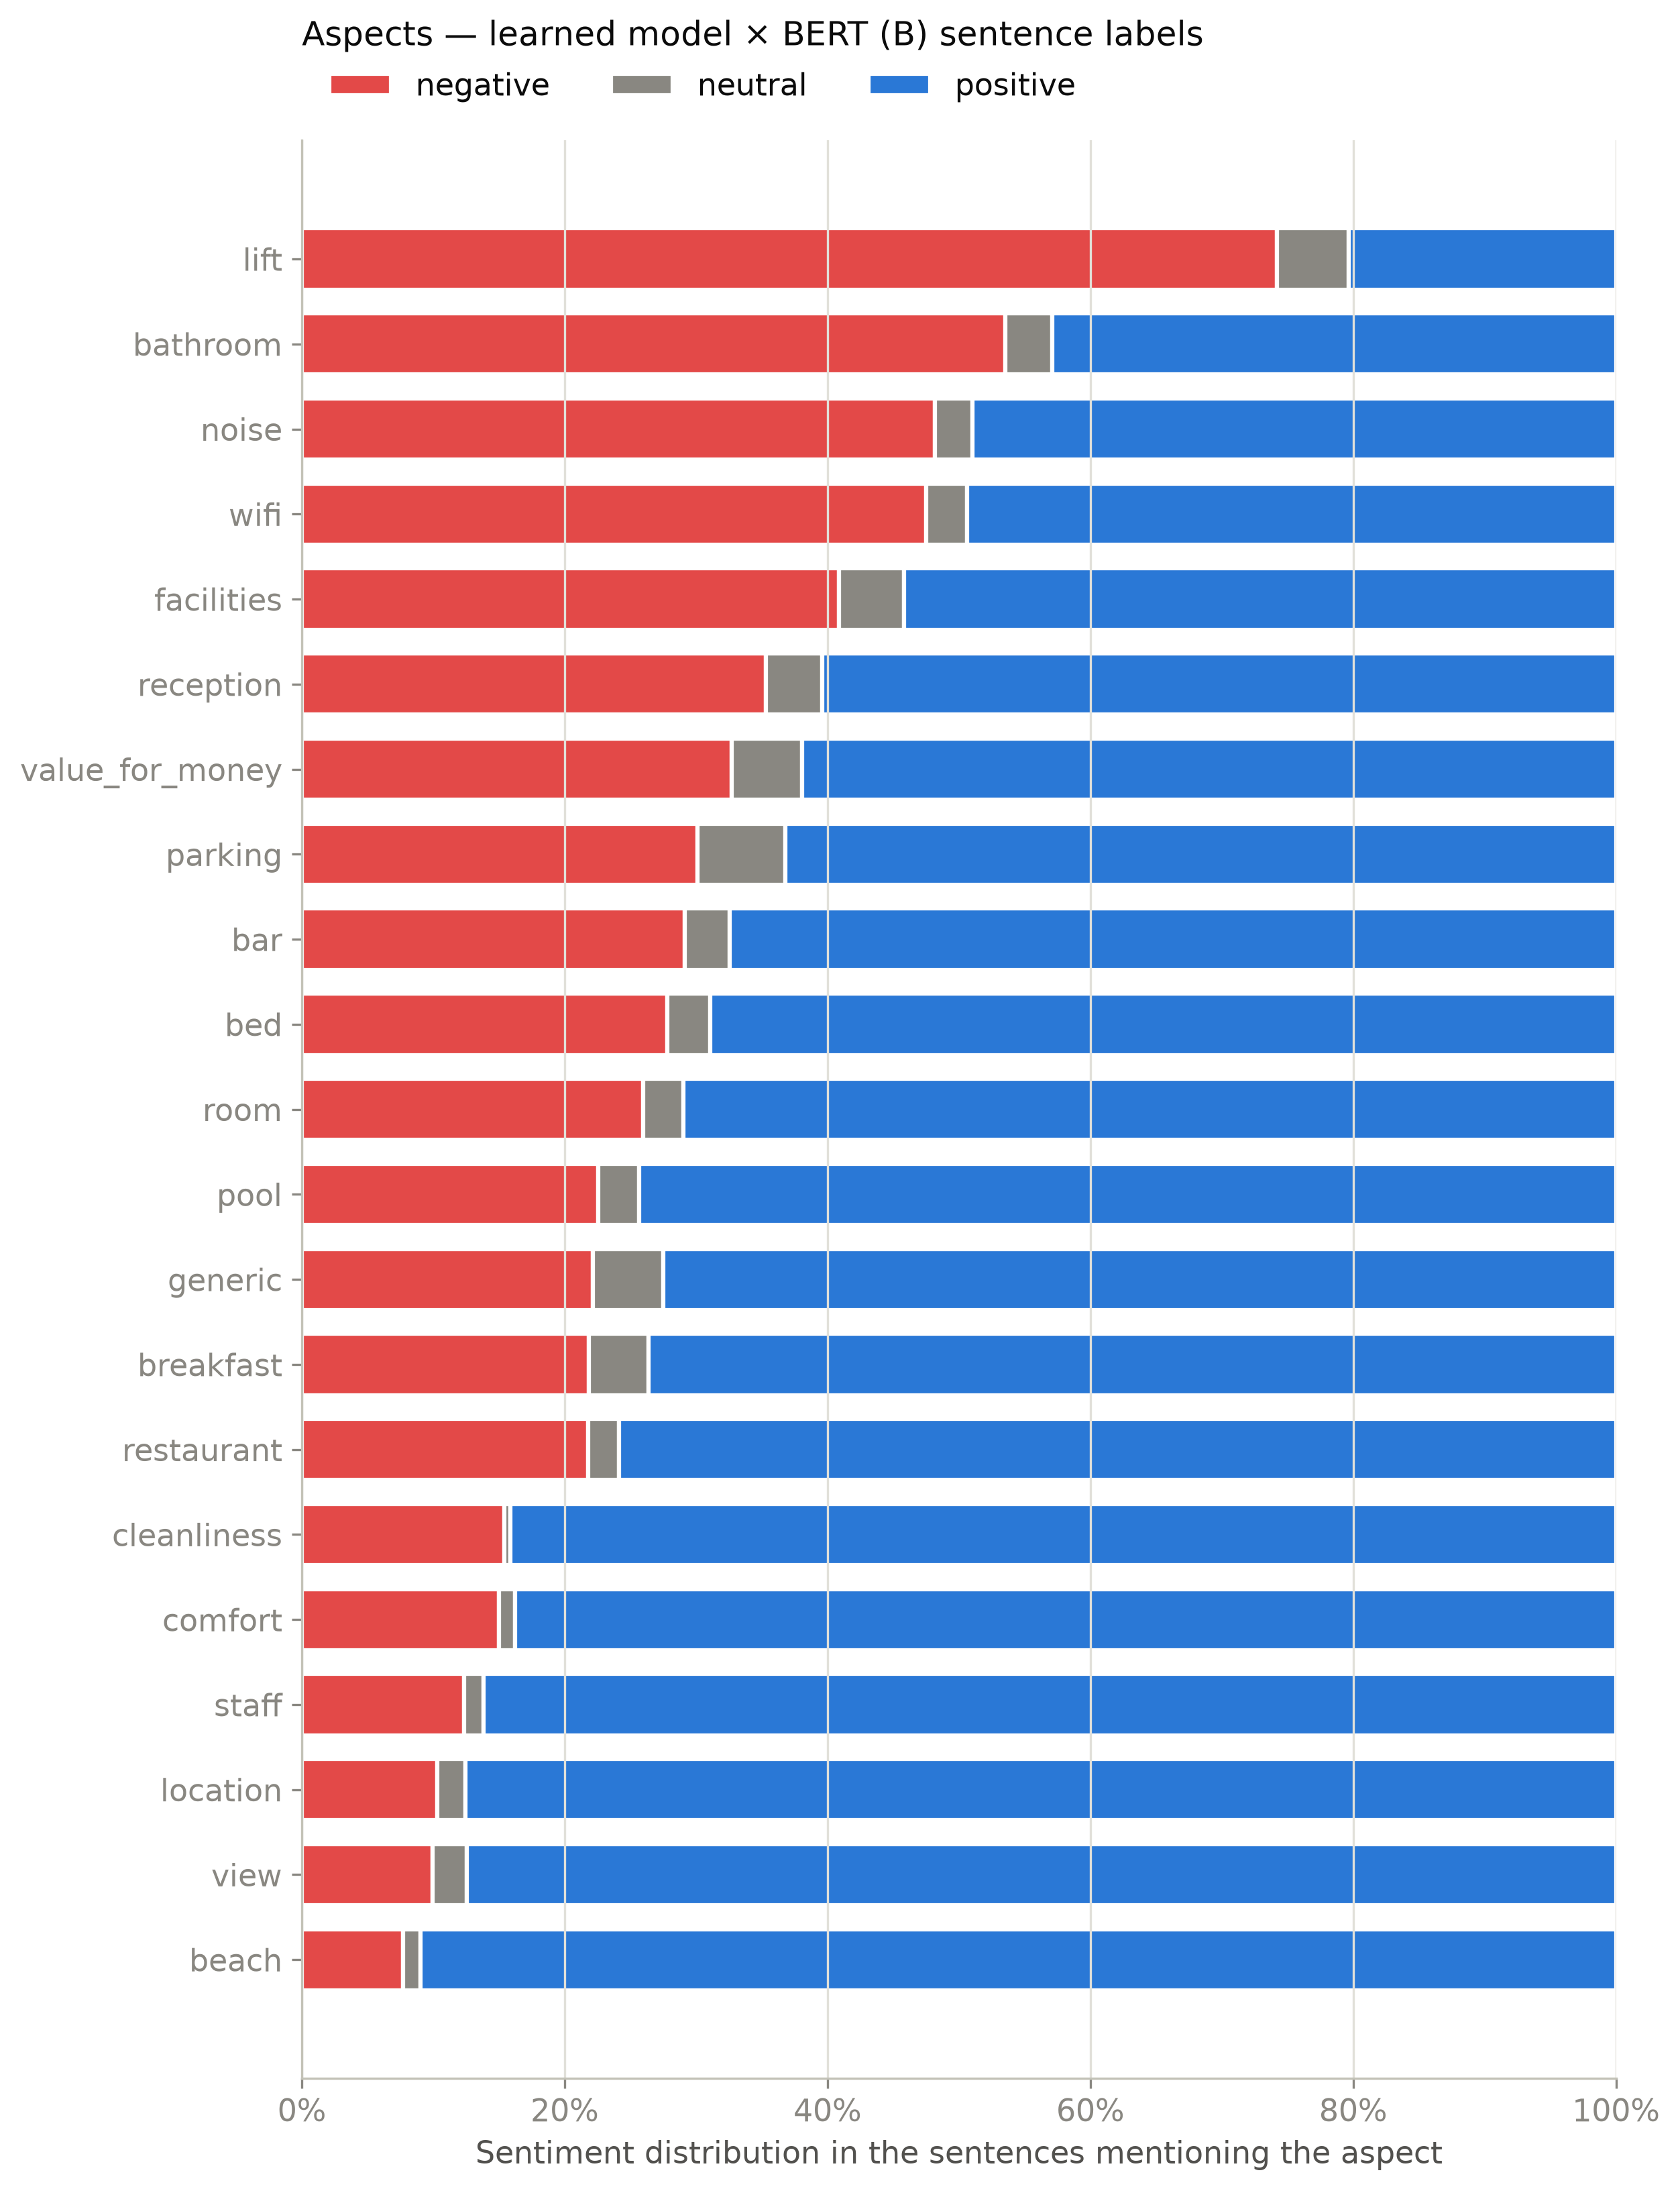 Aspects — learned model × BERT (B) sentence labels
negative neutral positive
lift
bathroom
noise
wifi
facilities
reception
value_for_money
parking
bar
bed
room
pool
generic
breakfast
restaurant
cleanliness
comfort
staff
location
view
beach
0% 20% 40% 60% 80% 100%
Sentiment distribution in the sentences mentioning the aspect